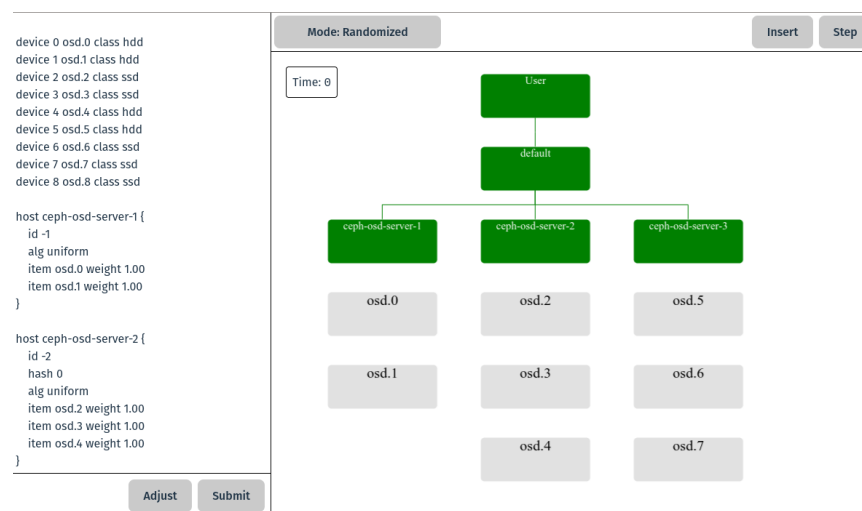 device 0 osd.0 class hdd
device 1 osd.1 class hdd
device 2 osd.2 class ssd
device 3 osd.3 class ssd
device 4 osd.4 class hdd
device 5 osd.5 class hdd
device 6 osd.6 class ssd
device 7 osd.7 class ssd
device 8 osd.8 class ssd
host ceph-osd-server-1 {
id -1
alg uniform
item osd.0 weight 1.00
item osd.1 weight 1.00
}
host ceph-osd-server-2 {
id -2
hash 0
alg uniform
item osd.2 weight 1.00
item osd.3 weight 1.00
item osd.4 weight 1.00
}
Adjust Submit
Mode: Randomized Insert Step
Time: 0
User
default
ceph-osd-server-1 ceph-osd-server-2 ceph-osd-server-3
osd.0 osd.2 osd.5
osd.1 osd.3 osd.6
osd.4 osd.7